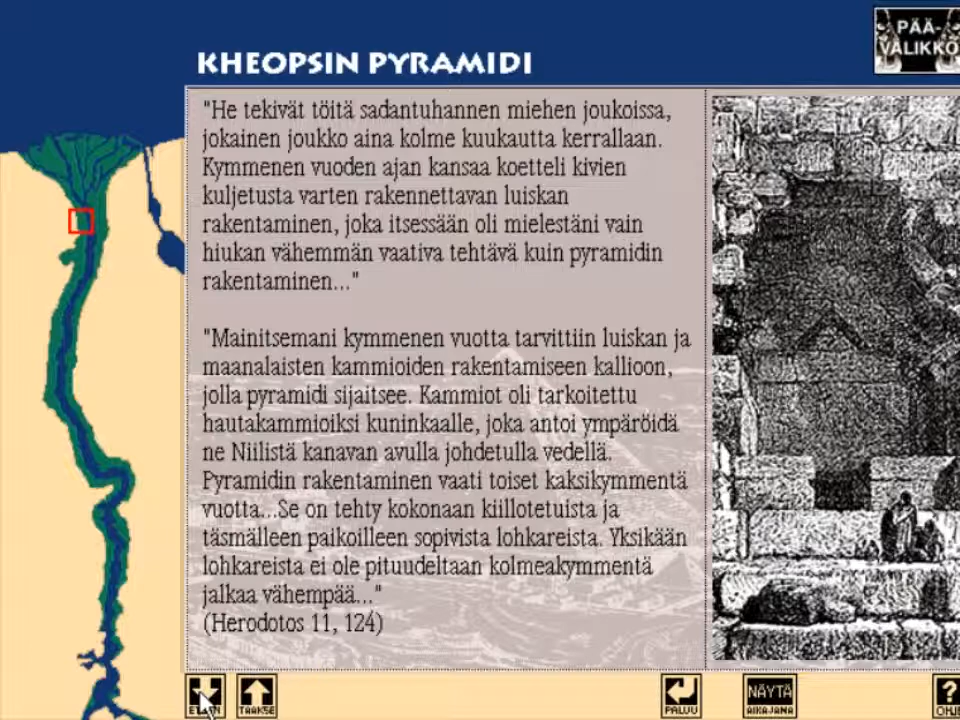 PÄÄ-
VALIKKO
KHEOPSIN PYRAMIDI
"He tekivät töitä sadantuhannen miehen joukoissa,
jokainen joukko aina kolme kuukautta kerrallaan.
Kymmenen vuoden ajan kansaa koetteli kivien
kuljetusta varten rakennettavan luiskan
rakentaminen, joka itsessään oli mielestäni vain
hiukan vähemmän vaativa tehtävä kuin pyramidin
rakentaminen..."
"Mainitsemani kymmenen vuotta tarvittiin luiskan ja
maanalaisten kammioiden rakentamiseen kallioon,
jolla pyramidi sijaitsee. Kammiot oli tarkoitettu
hautakammioiksi kuninkaalle, joka antoi ympäröidä
ne Niilistä kanavan avulla johdetulla vedellä.
Pyramidin rakentaminen vaati toiset kaksikymmentä
vuotta...Se on tehty kokonaan kiillotetuista ja
täsmälleen paikoilleen sopivista lohkareista. Yksikään
lohkareista ei ole pituudeltaan kolmeakymmentä
jalkaa vähempää..."
(Herodotos 11, 124)
TAAKSE
PALUU
NÄYTÄ
AIKAJANA
?